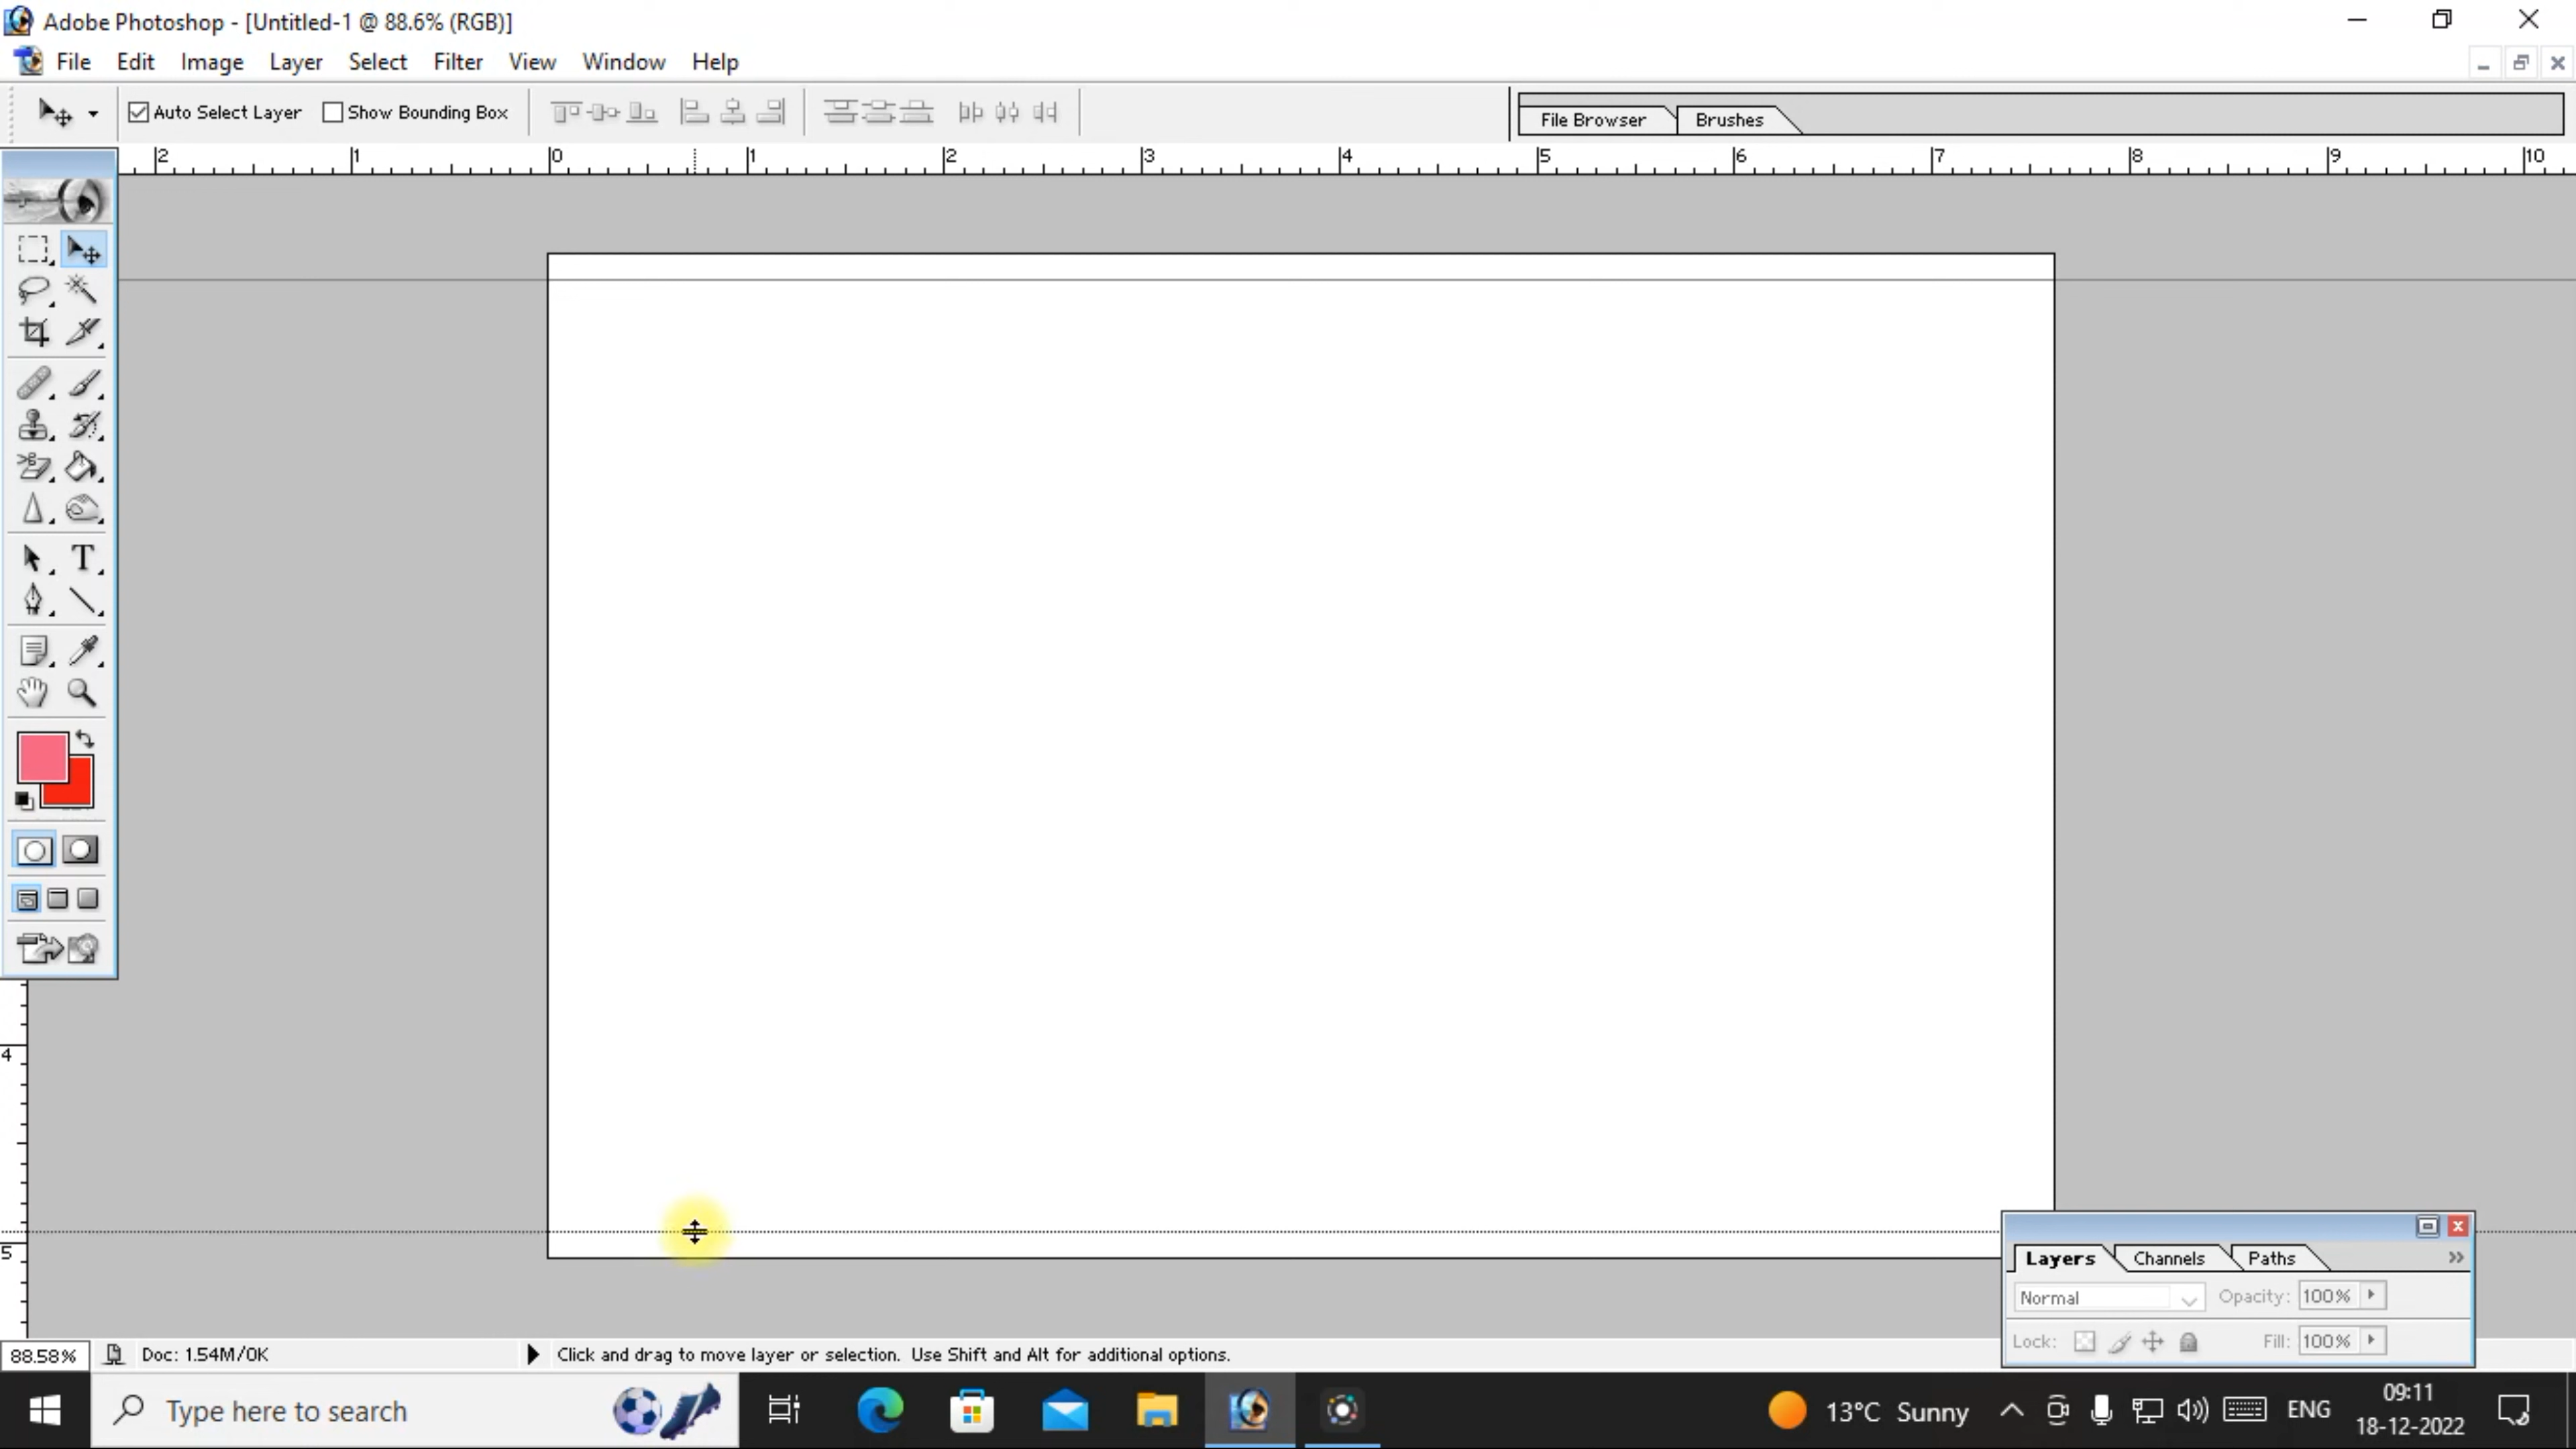 Adobe Photoshop - [Untitled-1 @ 88.6% (RGB)]
File Edit Image Layer Select Filter View Window Help
Auto Select Layer Show Bounding Box File Browser Brushes
2 1 0 1 2 3 4 5 6 7 8 9 10
T
4
5
Layers Channels Paths
Normal Opacity: 100%
Lock: Fill: 100%
88.58% Doc: 1.54M/0K Click and drag to move layer or selection. Use Shift and Alt for additional options.
Type here to search 13°C Sunny ENG 09:11
18-12-2022